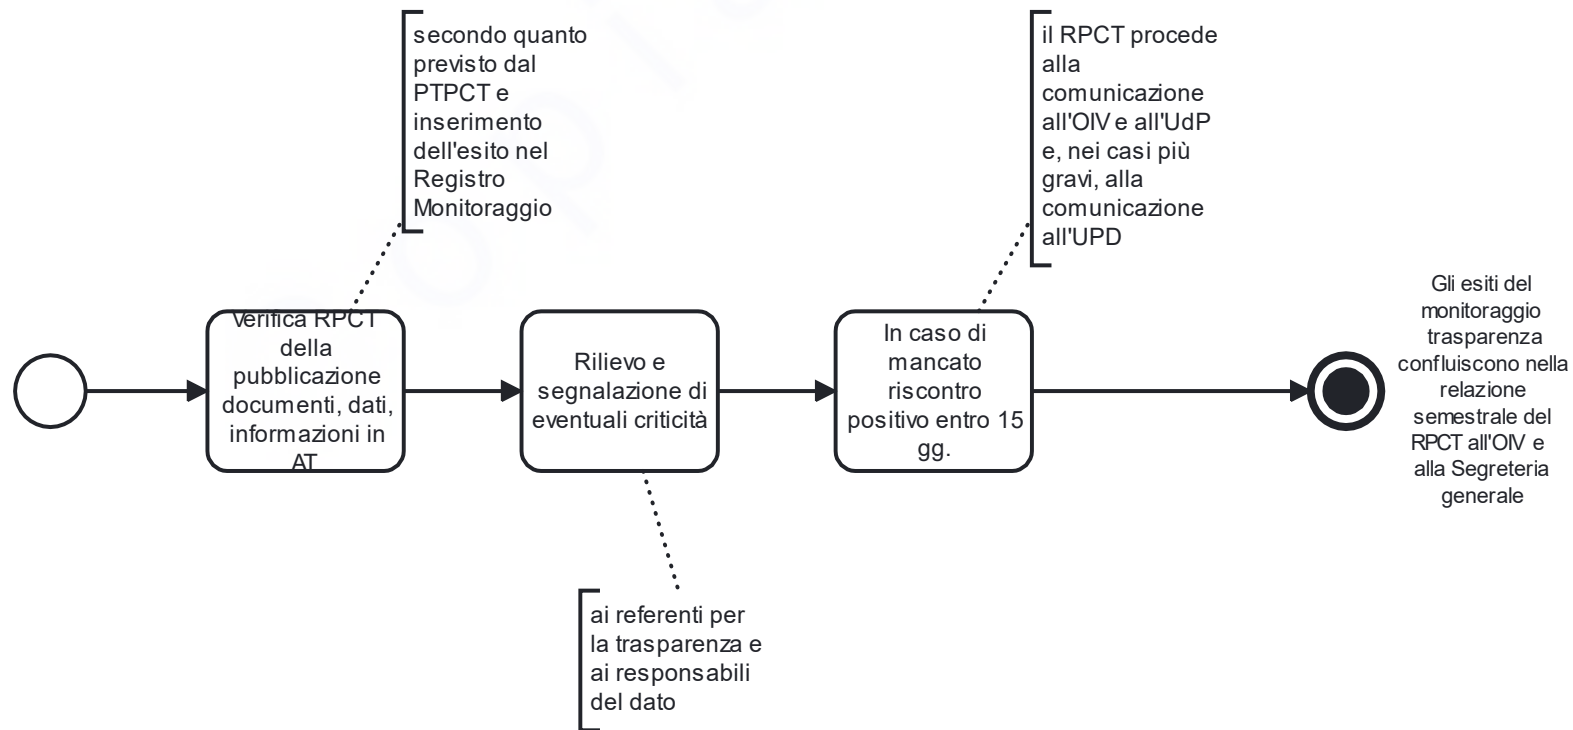 secondo quanto
previsto dal
PTPCT e
inserimento
dell'esito nel
Registro
Monitoraggio
il RPCT procede
alla
comunicazione
all'OIV e all'UdP
e, nei casi più
gravi, alla
comunicazione
all'UPD
Verifica RPCT
della
pubblicazione
documenti, dati,
informazioni in
AT
Rilievo e
segnalazione di
eventuali criticità
In caso di
mancato
riscontro
positivo entro 15
gg.
Gli esiti del
monitoraggio
trasparenza
confluiscono nella
relazione
semestrale del
RPCT all'OIV e
alla Segreteria
generale
ai referenti per
la trasparenza e
ai responsabili
del dato